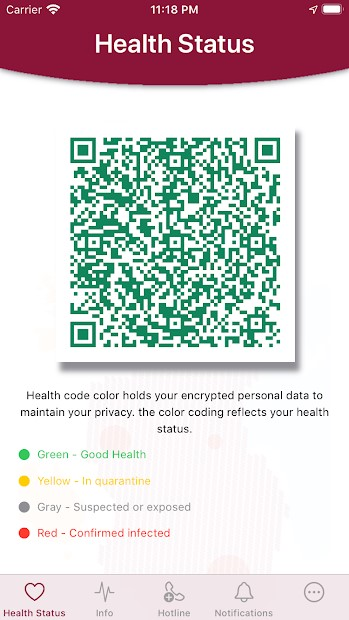 Carrier 11:18 PM
Health Status
Health code color holds your encrypted personal data to
maintain your privacy. the color coding reflects your health
status.
Green - Good Health
Yellow - In quarantine
Gray - Suspected or exposed
Red - Confirmed infected
Health Status Info Hotline Notifications